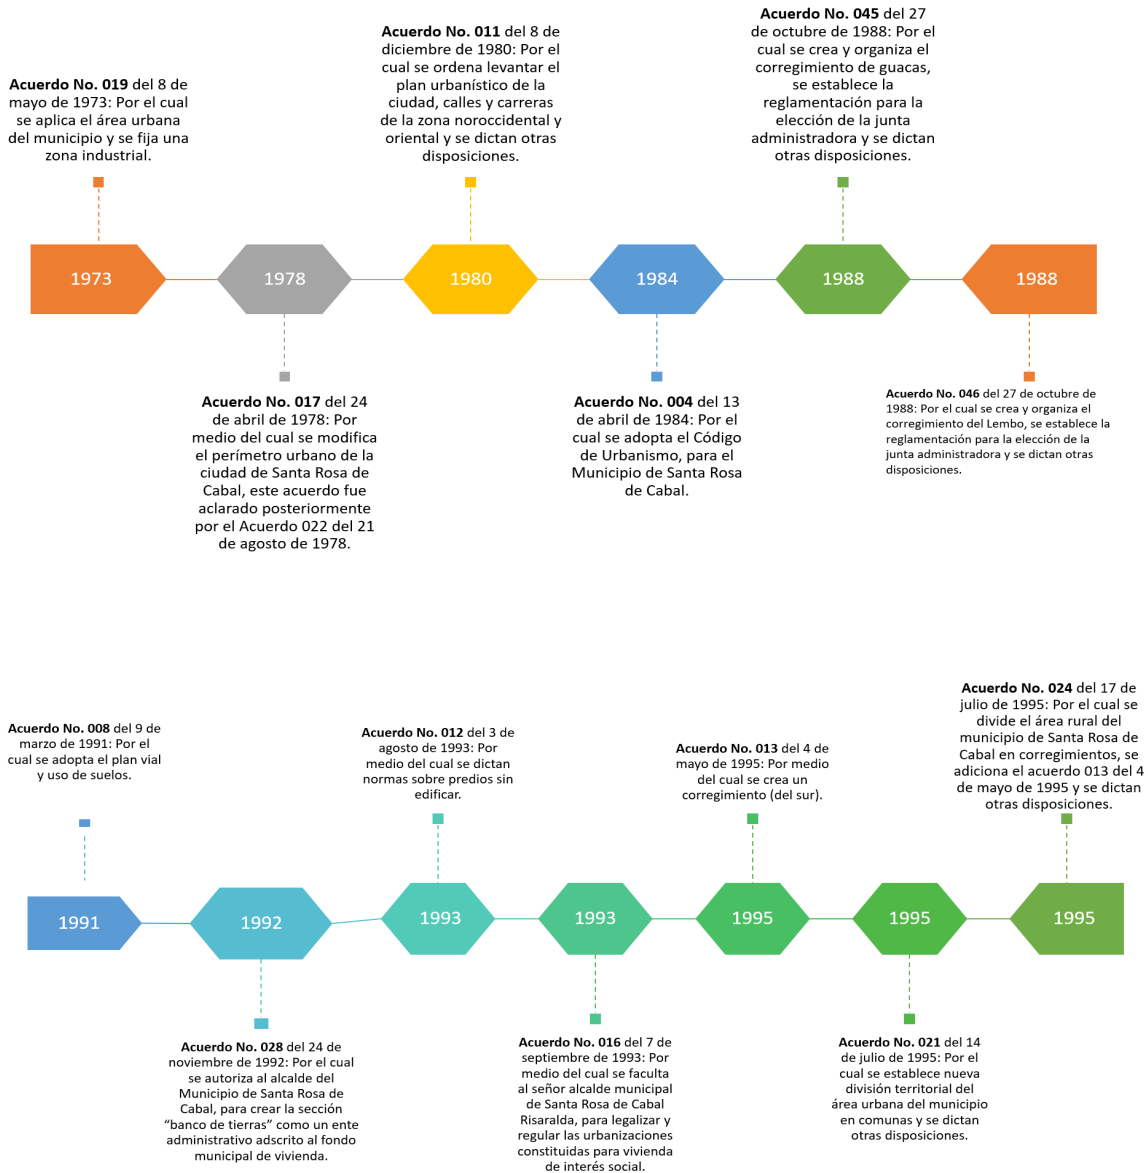 Acuerdo No. 019 del 8 de
mayo de 1973: Por el cual
se aplica el área urbana
del municipio y se fija una
zona industrial.
Acuerdo No. 011 del 8 de
diciembre de 1980: Por el
cual se ordena levantar el
plan urbanístico de la
ciudad, calles y carreras
de la zona noroccidental y
oriental y se dictan otras
disposiciones.
Acuerdo No. 045 del 27
de octubre de 1988: Por el
cual se crea y organiza el
corregimiento de guacas,
se establece la
reglamentación para la
elección de la junta
administradora y se dictan
otras disposiciones.
1973
1978
1980
1984
1988
1988
Acuerdo No. 017 del 24
de abril de 1978: Por
medio del cual se modifica
el perímetro urbano de la
ciudad de Santa Rosa de
Cabal, este acuerdo fue
aclarado posteriormente
por el Acuerdo 022 del 21
de agosto de 1978.
Acuerdo No. 004 del 13
de abril de 1984: Por el
cual se adopta el Código
de Urbanismo, para el
Municipio de Santa Rosa
de Cabal.
Acuerdo No. 046 del 27 de octubre de
1988: Por el cual se crea y organiza el
corregimiento del Lembo, se establece la
reglamentación para la elección de la
junta administradora y se dictan otras
disposiciones.
Acuerdo No. 008 del 9 de
marzo de 1991: Por el
cual se adopta el plan vial
y uso de suelos.
Acuerdo No. 012 del 3 de
agosto de 1993: Por
medio del cual se dictan
normas sobre predios sin
edificar.
Acuerdo No. 013 del 4 de
mayo de 1995: Por medio
del cual se crea un
corregimiento (del sur).
Acuerdo No. 024 del 17 de
julio de 1995: Por el cual se
divide el área rural del
municipio de Santa Rosa de
Cabal en corregimientos, se
adiciona el acuerdo 013 del 4
de mayo de 1995 y se dictan
otras disposiciones.
1991
1992
1993
1993
1995
1995
1995
Acuerdo No. 028 del 24 de
noviembre de 1992: Por el cual
se autoriza al alcalde del
Municipio de Santa Rosa de
Cabal, para crear la sección
“banco de tierras” como un ente
administrativo adscrito al fondo
municipal de vivienda.
Acuerdo No. 016 del 7 de
septiembre de 1993: Por
medio del cual se faculta
al señor alcalde municipal
de Santa Rosa de Cabal
Risaralda, para legalizar y
regular las urbanizaciones
constituidas para vivienda
de interés social.
Acuerdo No. 021 del 14
de julio de 1995: Por el
cual se establece nueva
división territorial del
área urbana del municipio
en comunas y se dictan
otras disposiciones.